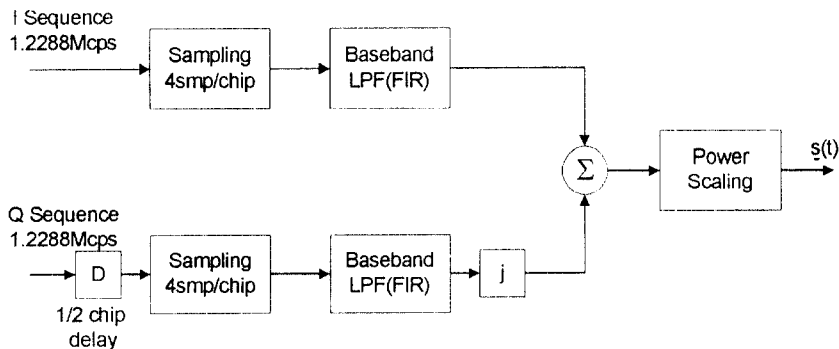 I Sequence
1.2288Mcps
Sampling
4smp/chip
Baseband
LPF(FIR)
Σ
Power
Scaling
s(t)
Q Sequence
1.2288Mcps
D
1/2 chip
delay
Sampling
4smp/chip
Baseband
LPF(FIR)
j